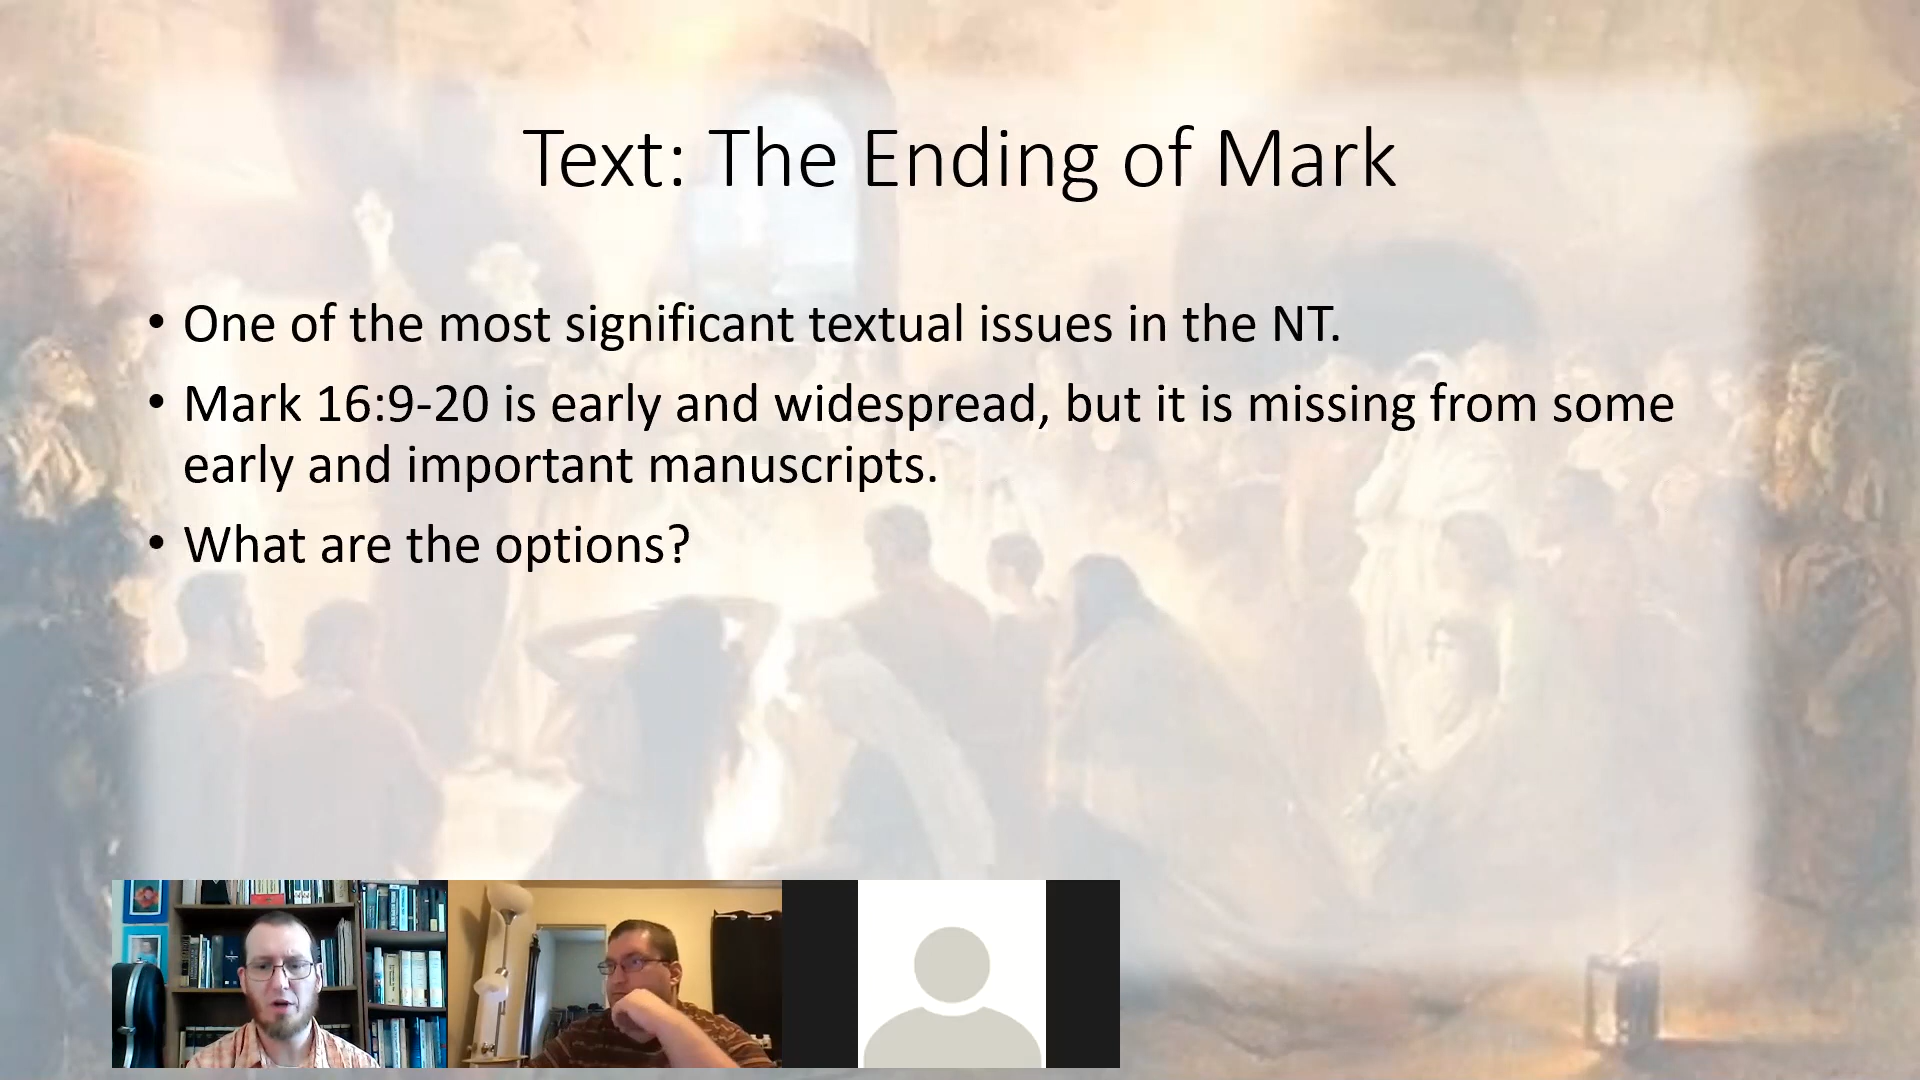 Text: The Ending of Mark
• One of the most significant textual issues in the NT.
• Mark 16:9-20 is early and widespread, but it is missing from some
early and important manuscripts.
• What are the options?